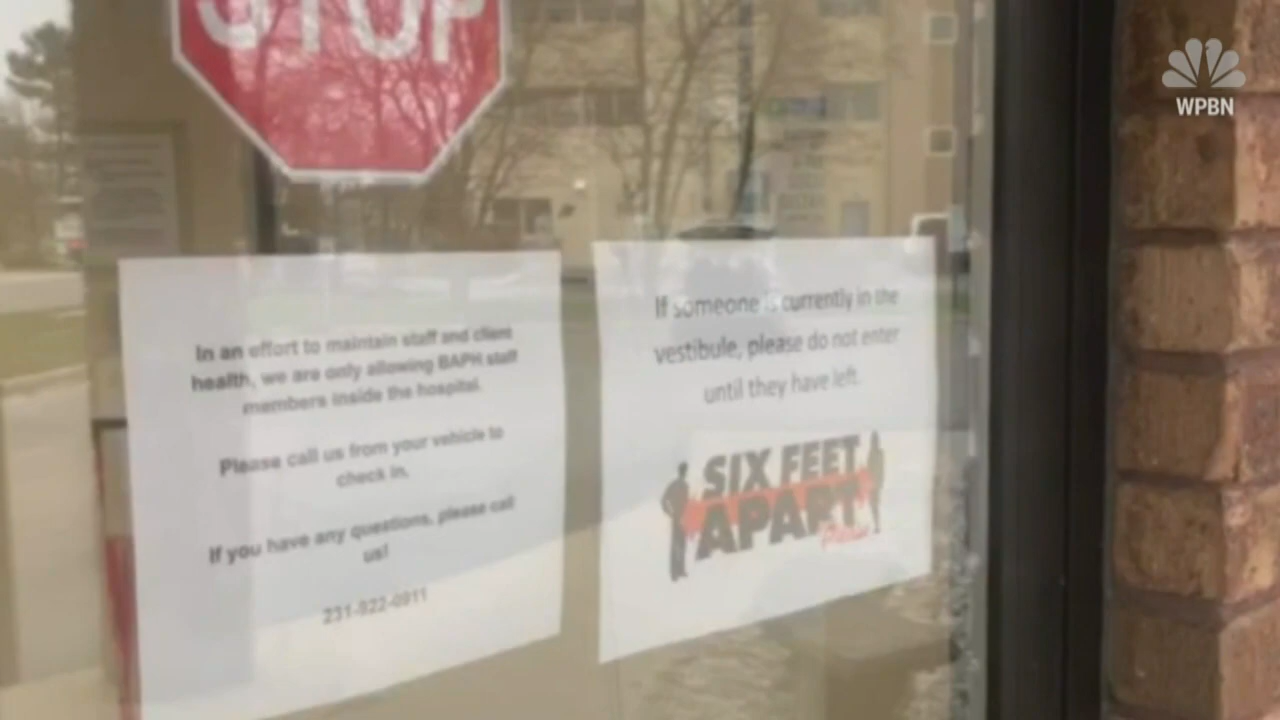 STOP
WPBN
In an effort to maintain staff and client
health, we are only allowing BAPH staff
members inside the hospital.
Please call us from your vehicle to
check in.
If you have any questions, please call
us!
231-922-0911
If someone is currently in the
vestibule, please do not enter
until they have left.
SIX FEET
APART
Please